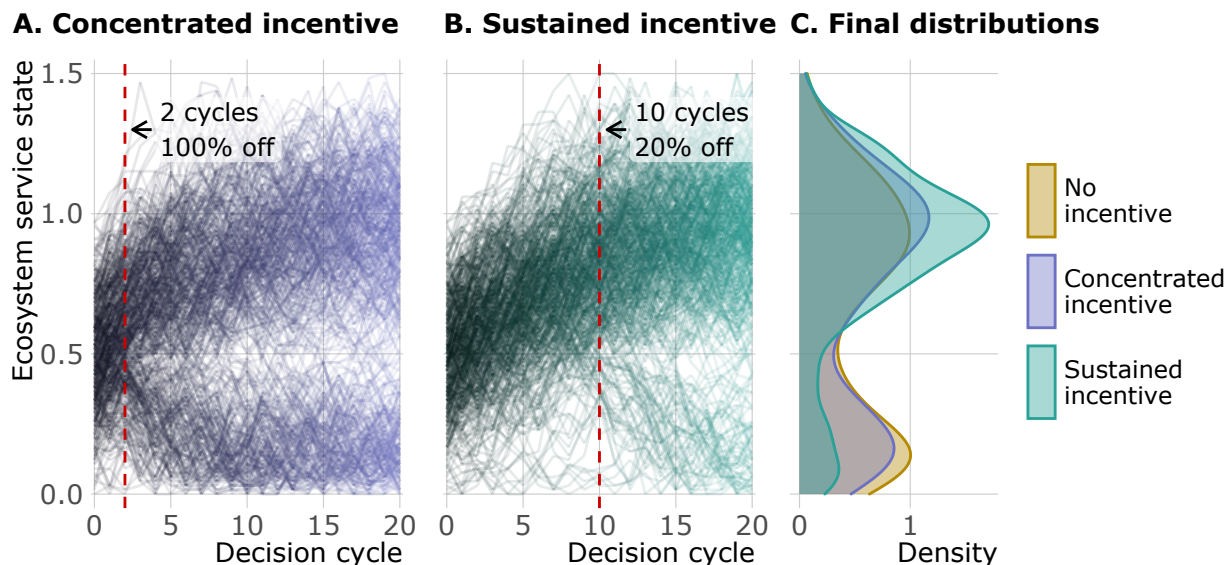 A. Concentrated incentive
B. Sustained incentive
C. Final distributions
Ecosystem service state
1.5
1.0
0.5
0.0
2 cycles
100% off
0
5
10
15
20
Decision cycle
10 cycles
20% off
0
5
10
15
20
Decision cycle
0
1
Density
No
incentive
Concentrated
incentive
Sustained
incentive